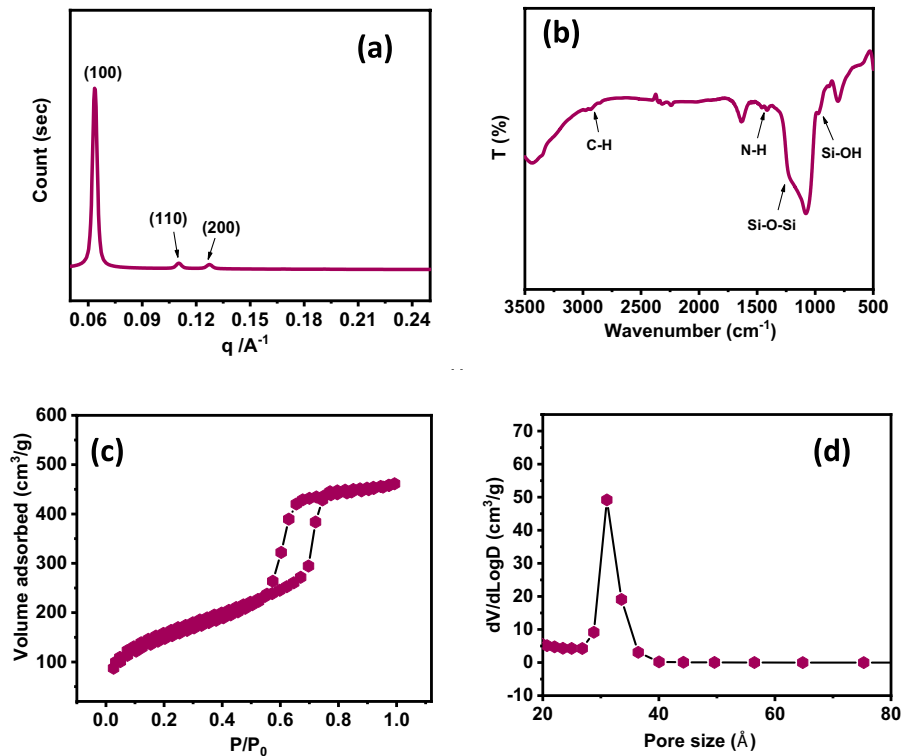 (a)
(100)
(110)
(200)
Count (sec)
0.06 0.09 0.12 0.15 0.18 0.21 0.24
q /A⁻¹
(b)
C-H
N-H
Si-OH
Si-O-Si
T (%)
3500 3000 2500 2000 1500 1000 500
Wavenumber (cm⁻¹)
(c)
600
500
400
300
200
100
Volume adsorbed (cm³/g)
0.0 0.2 0.4 0.6 0.8 1.0
P/P₀
(d)
70
60
50
40
30
20
10
0
-10
dV/dLogD (cm³/g)
20 40 60 80
Pore size (Å)